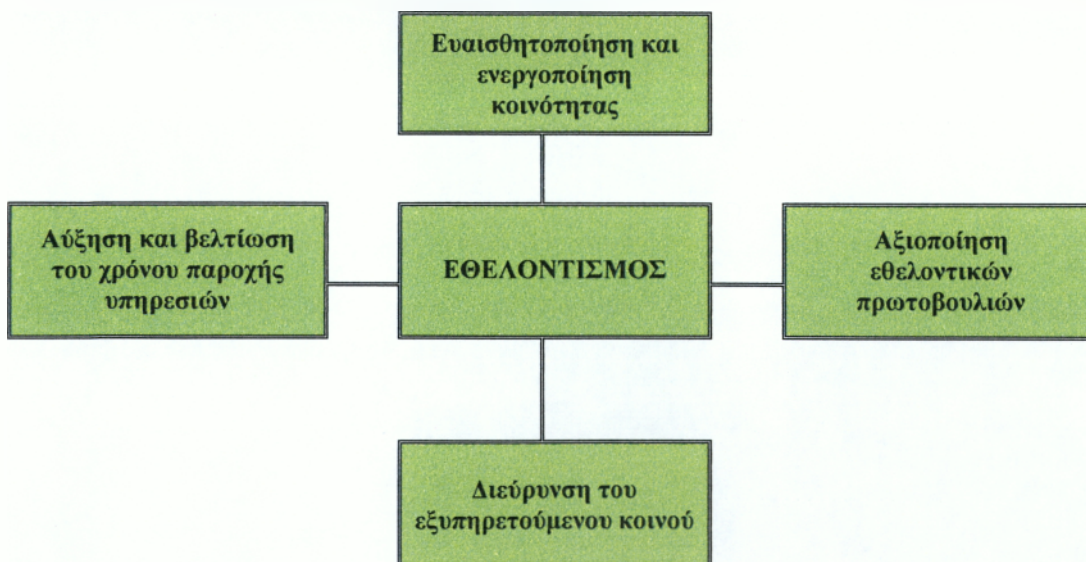 Ευαισθητοποίηση και
ενεργοποίηση
κοινότητας
Αύξηση και βελτίωση
του χρόνου παροχής
υπηρεσιών
ΕΘΕΛΟΝΤΙΣΜΟΣ
Αξιοποίηση
εθελοντικών
πρωτοβουλιών
Διεύρυνση του
εξυπηρετούμενου κοινού